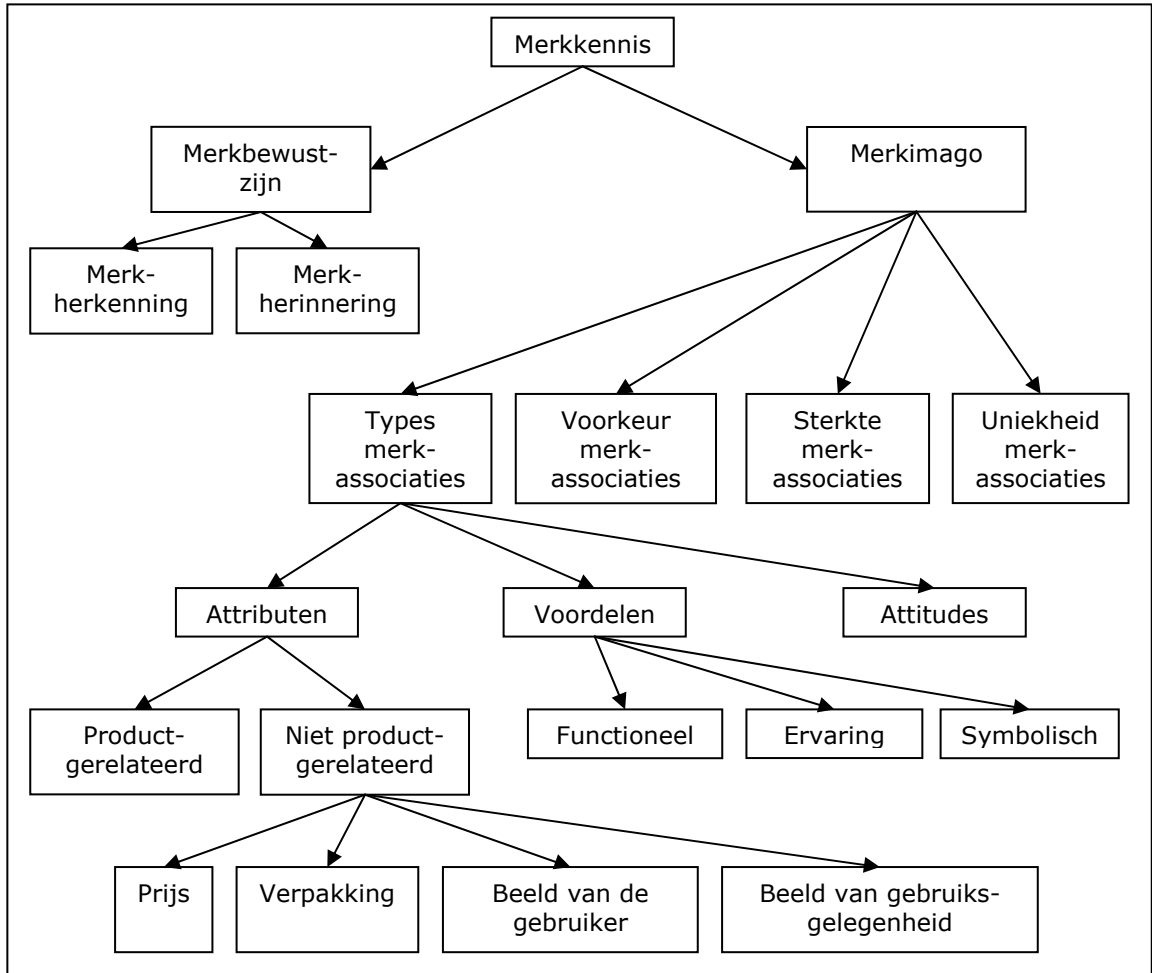 Merkkennis
Merkbewust-
zijn
Merkimago
Merk-
herkenning
Merk-
herinnering
Types
merk-
associaties
Voorkeur
merk-
associaties
Sterkte
merk-
associaties
Uniekheid
merk-
associaties
Attributen
Voordelen
Attitudes
Product-
gerelateerd
Niet product-
gerelateerd
Functioneel
Ervaring
Symbolisch
Prijs
Verpakking
Beeld van de
gebruiker
Beeld van gebruiks-
gelegenheid